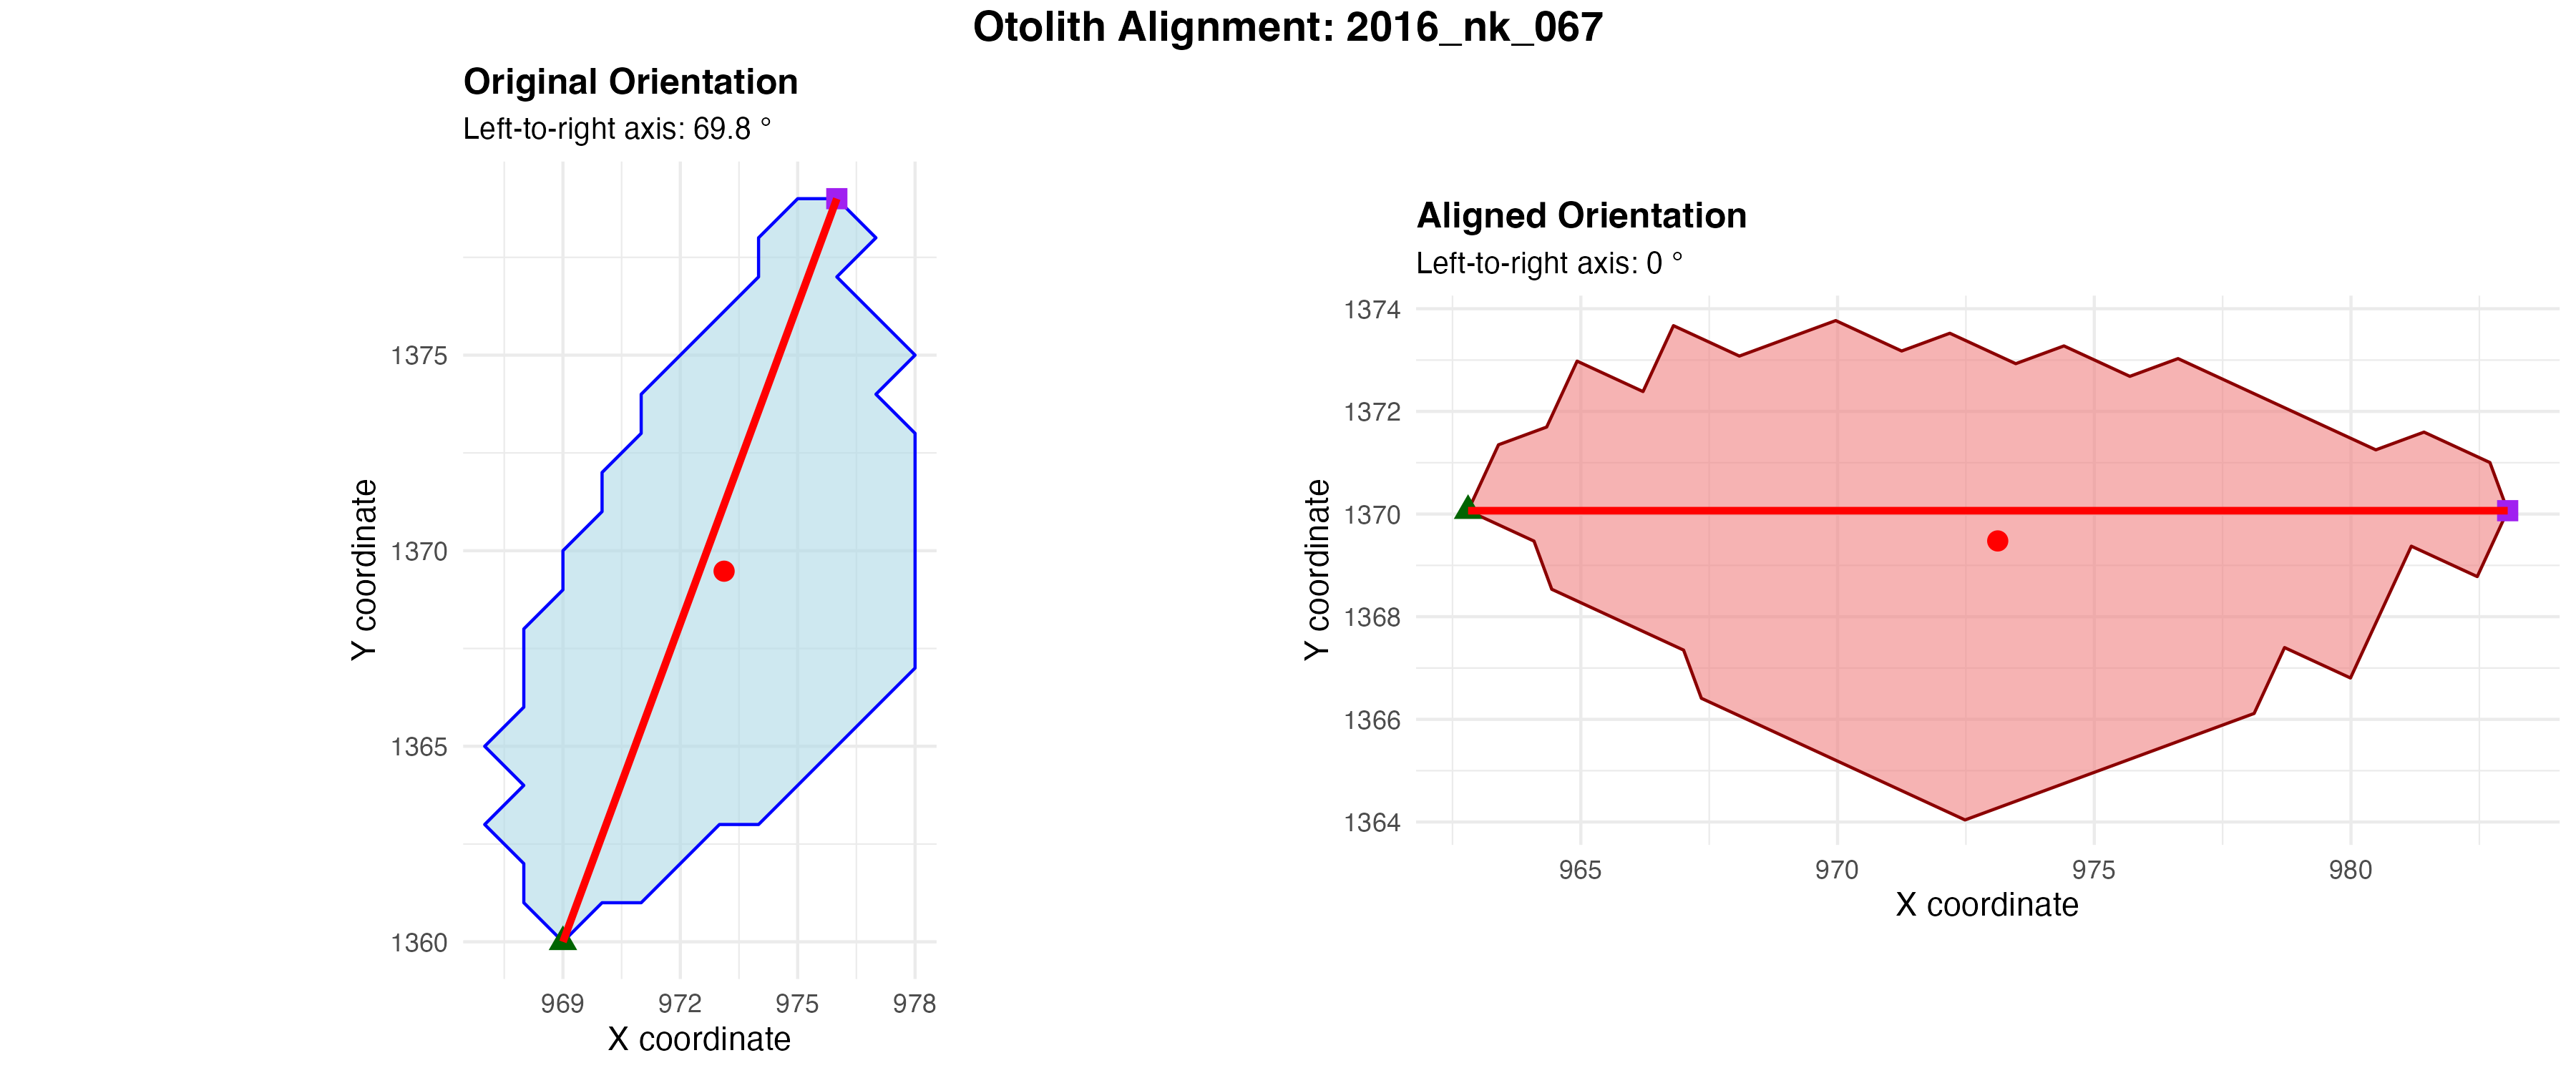 Otolith Alignment: 2016_nk_067
Original Orientation
Left-to-right axis: 69.8 °
1375
1370
1365
1360
Y coordinate
969 972 975 978
X coordinate
Aligned Orientation
Left-to-right axis: 0 °
1374
1372
1370
1368
1366
1364
Y coordinate
965 970 975 980
X coordinate